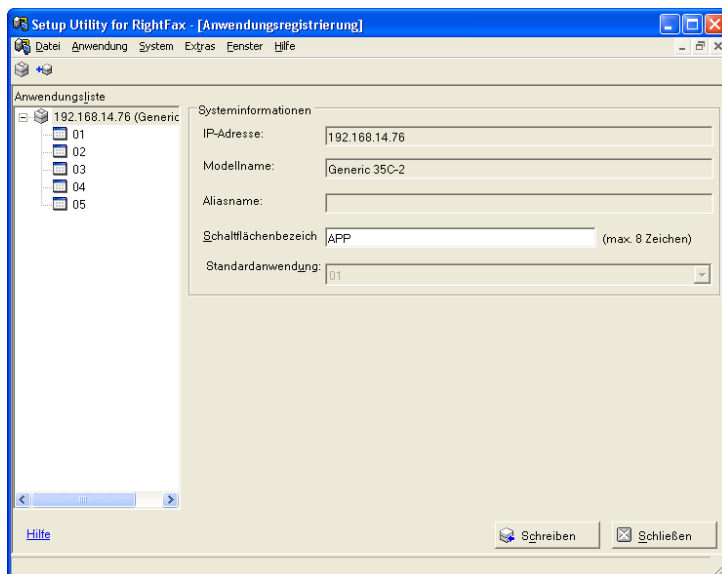 Setup Utility for RightFax - [Anwendungsregistrierung]
Datei Anwendung System Extras Fenster Hilfe
Anwendungsliste
192.168.14.76 (Generic
01
02
03
04
05
Systeminformationen
IP-Adresse: 192.168.14.76
Modellname: Generic 35C-2
Aliasname:
Schaltflächenbezeich APP (max. 8 Zeichen)
Standardanwendung: 01
Hilfe
Schreiben Schließen